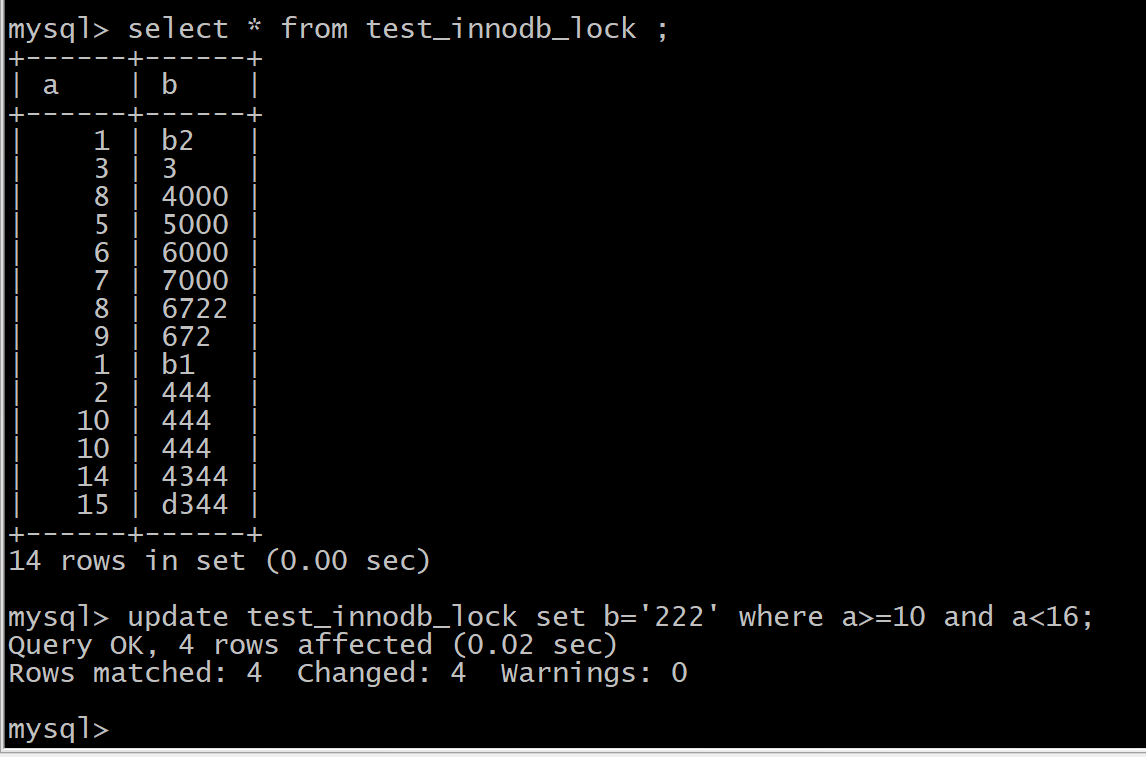 mysql> select * from test_innodb_lock ;
+------+------+
| a    | b    |
+------+------+
|    1 | b2   |
|    3 | 3    |
|    8 | 4000 |
|    5 | 5000 |
|    6 | 6000 |
|    7 | 7000 |
|    8 | 6722 |
|    9 | 672  |
|    1 | b1   |
|    2 | 444  |
|   10 | 444  |
|   10 | 444  |
|   14 | 4344 |
|   15 | d344 |
+------+------+
14 rows in set (0.00 sec)
mysql> update test_innodb_lock set b='222' where a>=10 and a<16;
Query OK, 4 rows affected (0.02 sec)
Rows matched: 4  Changed: 4  Warnings: 0
mysql>